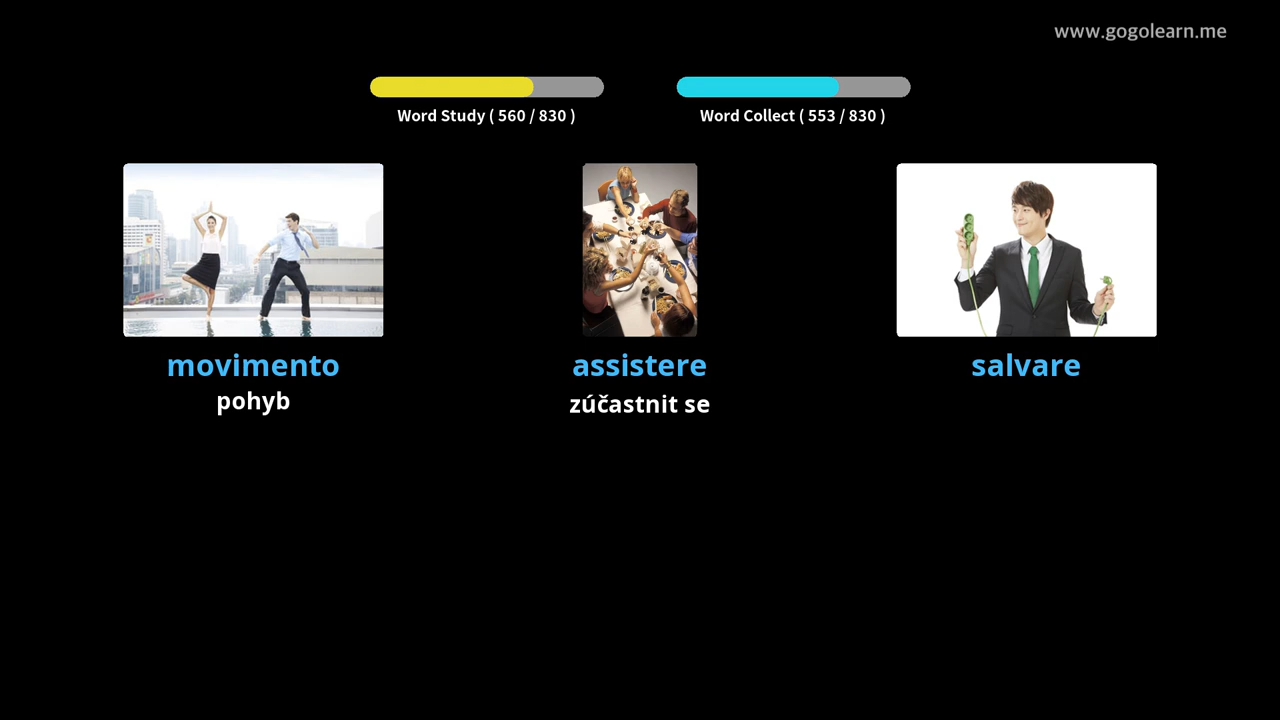 www.gogolearn.me
Word Study ( 560 / 830 )
Word Collect ( 553 / 830 )
movimento
pohyb
assistere
zúčastnit se
salvare